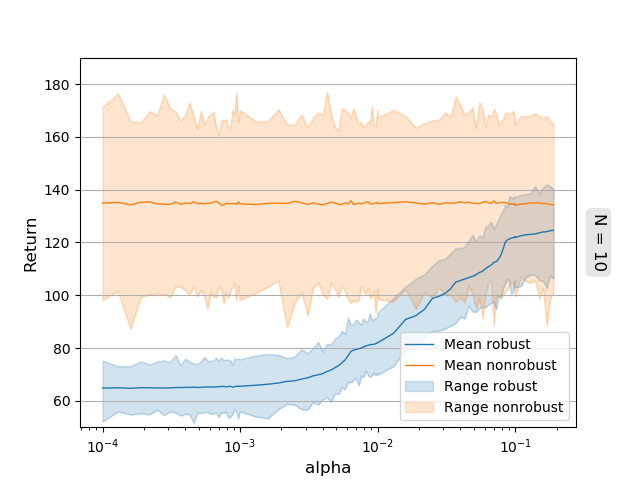 180
160
140
120
100
80
60
Return
10⁻⁴
10⁻³
10⁻²
10⁻¹
alpha
N = 10
Mean robust
Mean nonrobust
Range robust
Range nonrobust